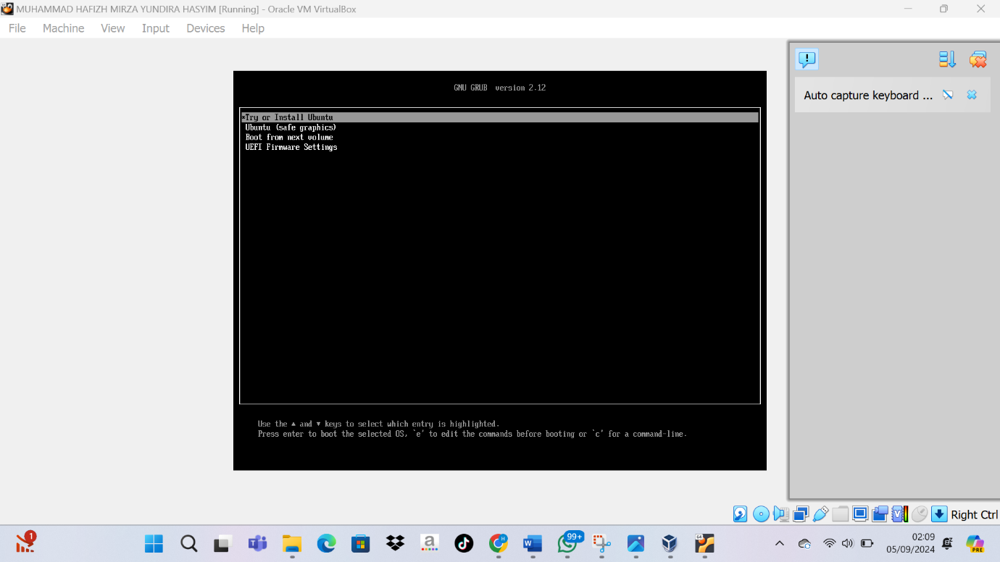 MUHAMMAD HAFIZH MIRZA YUNDIRA HASYIM [Running] - Oracle VM VirtualBox
File Machine View Input Devices Help
Auto capture keyboard ...
GNU GRUB version 2.12
*Try or Install Ubuntu
Ubuntu (safe graphics)
Boot from next volume
UEFI Firmware Settings
Use the ▲ and ▼ keys to select which entry is highlighted.
Press enter to boot the selected OS, `e' to edit the commands before booting or `c' for a command-line.
Right Ctrl
1
99+
02:09
05/09/2024
PRE